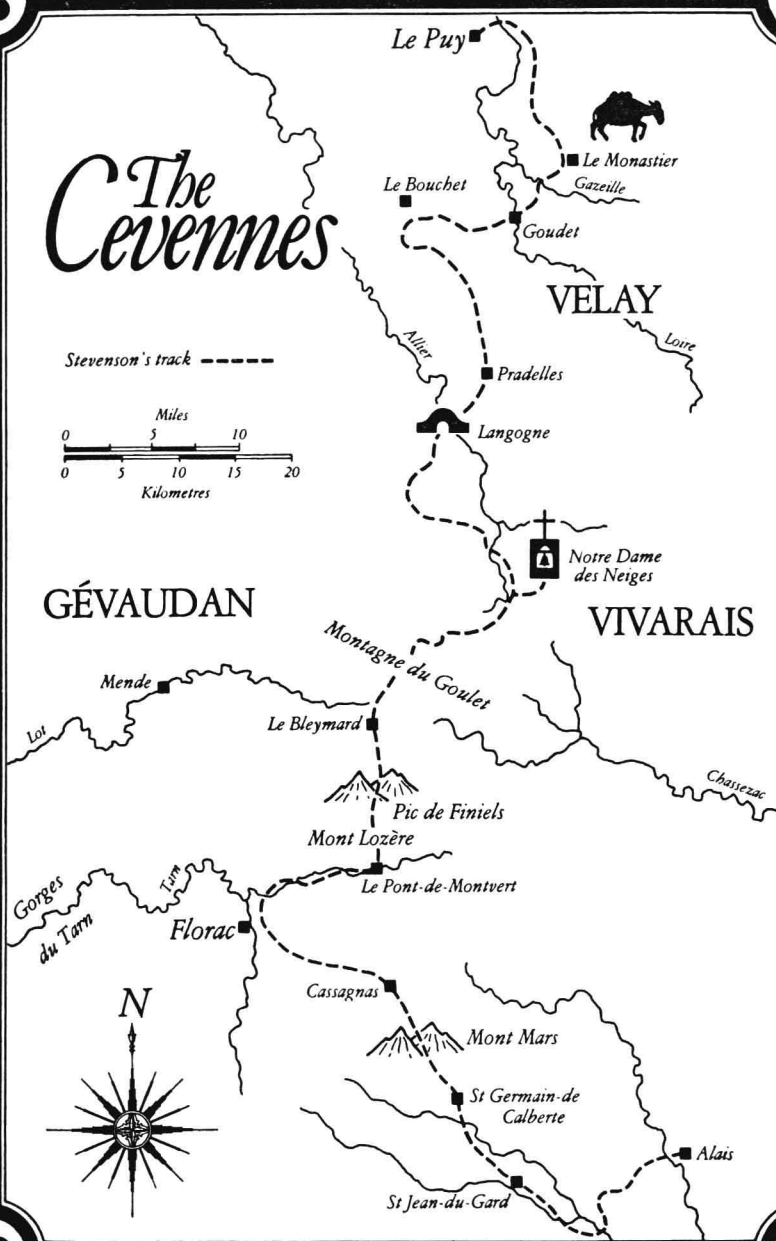 Le Puy
Le Monastier
Gazeille
The
Cevennes
Le Bouchet
Goudet
VELAY
Loire
Allier
Stevenson's track
Pradelles
Miles
0 5 10
0 5 10 15 20
Kilometres
Langogne
Notre Dame
des Neiges
GÉVAUDAN
VIVARAIS
Montagne du Goulet
Mende
Lot
Le Bleymard
Chassezac
Pic de Finiels
Mont Lozère
Gorges
du Tarn
Tarn
Le Pont-de-Montvert
Florac
Cassagnas
N
Mont Mars
St Germain-de
Calberte
Alais
St Jean-du-Gard